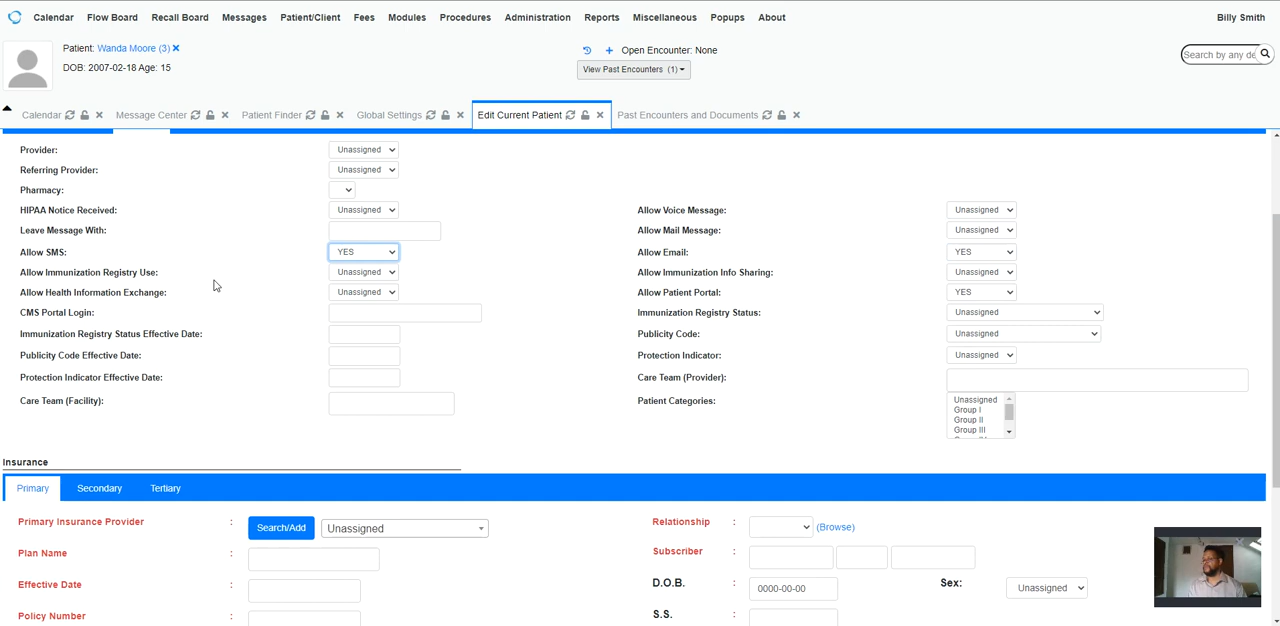 Calendar Flow Board Recall Board Messages Patient/Client Fees Modules Procedures Administration Reports Miscellaneous Popups About Billy Smith
Patient: Wanda Moore (3)
DOB: 2007-02-18 Age: 15
Open Encounter: None
View Past Encounters (1)
Search by any de
Calendar Message Center Patient Finder Global Settings Edit Current Patient Past Encounters and Documents
Provider: Unassigned
Referring Provider: Unassigned
Pharmacy:
HIPAA Notice Received: Unassigned Allow Voice Message: Unassigned
Leave Message With: Allow Mail Message: Unassigned
Allow SMS: YES Allow Email: YES
Allow Immunization Registry Use: Unassigned Allow Immunization Info Sharing: Unassigned
Allow Health Information Exchange: Unassigned Allow Patient Portal: YES
CMS Portal Login: Immunization Registry Status: Unassigned
Immunization Registry Status Effective Date: Publicity Code: Unassigned
Publicity Code Effective Date: Protection Indicator: Unassigned
Protection Indicator Effective Date: Care Team (Provider):
Care Team (Facility): Patient Categories: Unassigned
Group I
Group II
Group III
Insurance
Primary Secondary Tertiary
Primary Insurance Provider : Search/Add Unassigned Relationship : (Browse)
Plan Name : Subscriber :
Effective Date : D.O.B. : 0000-00-00 Sex: Unassigned
Policy Number : S.S. :